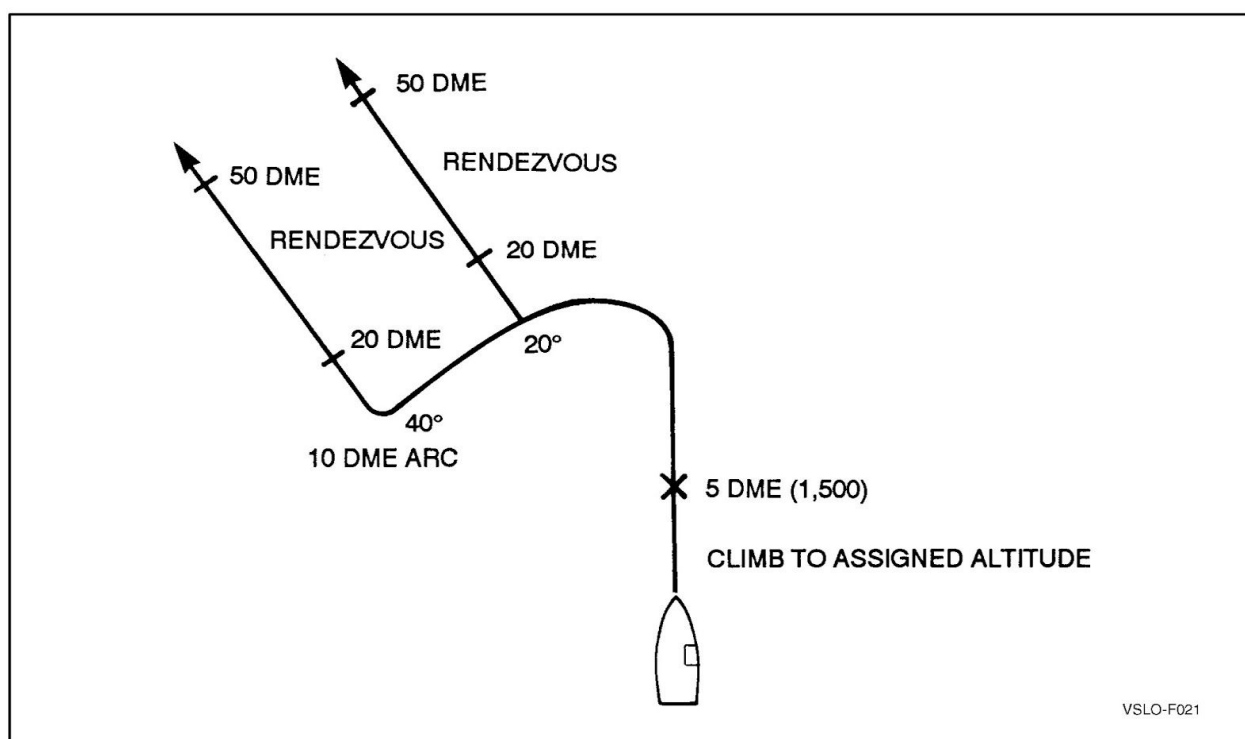 50 DME
50 DME
RENDEZVOUS
RENDEZVOUS
20 DME
20 DME
20°
40°
10 DME ARC
5 DME (1,500)
CLIMB TO ASSIGNED ALTITUDE
VSLO-F021